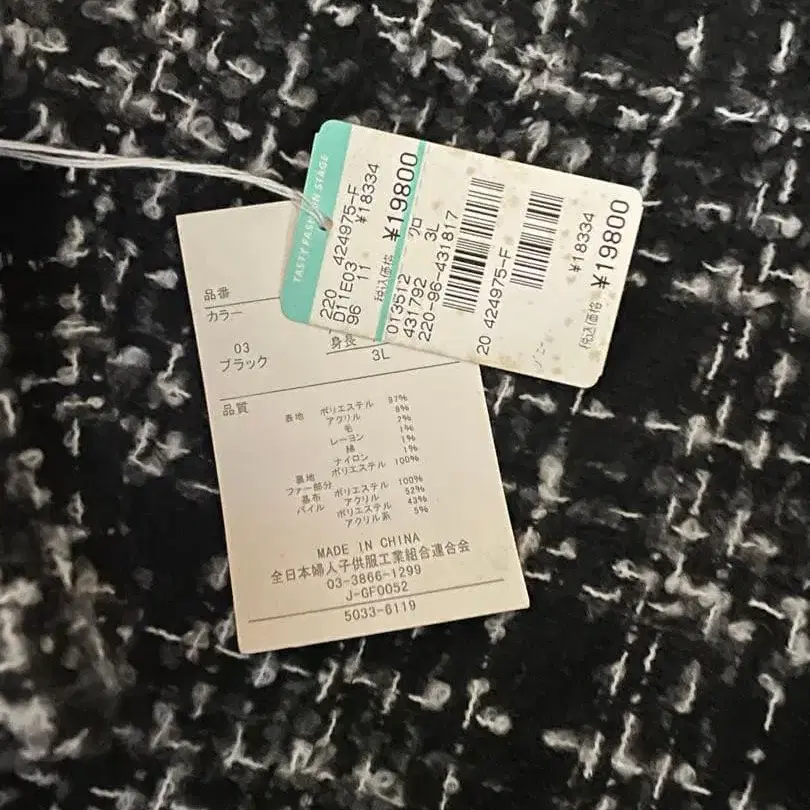 TASTY FASHION STAGE
220 424975-F
D11E03 ¥18334
96 11
税込価格 ¥19800
013512 クロ
431792 3L
220-96-431817
20 424975-F
¥18334
税込価格 ¥19800
品番
カラー
身長
03
ブラック
3L
品質
表地 ポリエステル 87%
アクリル 8%
毛 2%
レーヨン 1%
綿 1%
ナイロン 1%
裏地 ポリエステル 100%
ファー部分
基布 ポリエステル 100%
パイル アクリル 52%
ポリエステル 43%
アクリル系 5%
MADE IN CHINA
全日本婦人子供服工業組合連合会
03-3866-1299
J-GF0052
5033-6119